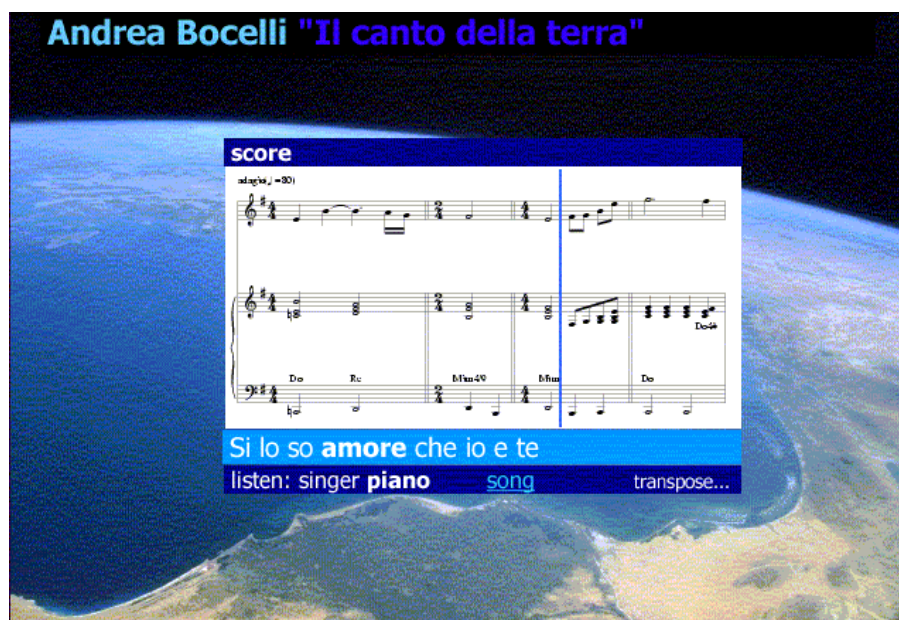 Andrea Bocelli "Il canto della terra"
score
adagio(♩=80)
Do Re Mim4/9 Mim Do
Si lo so amore che io e te
listen: singer piano song transpose...